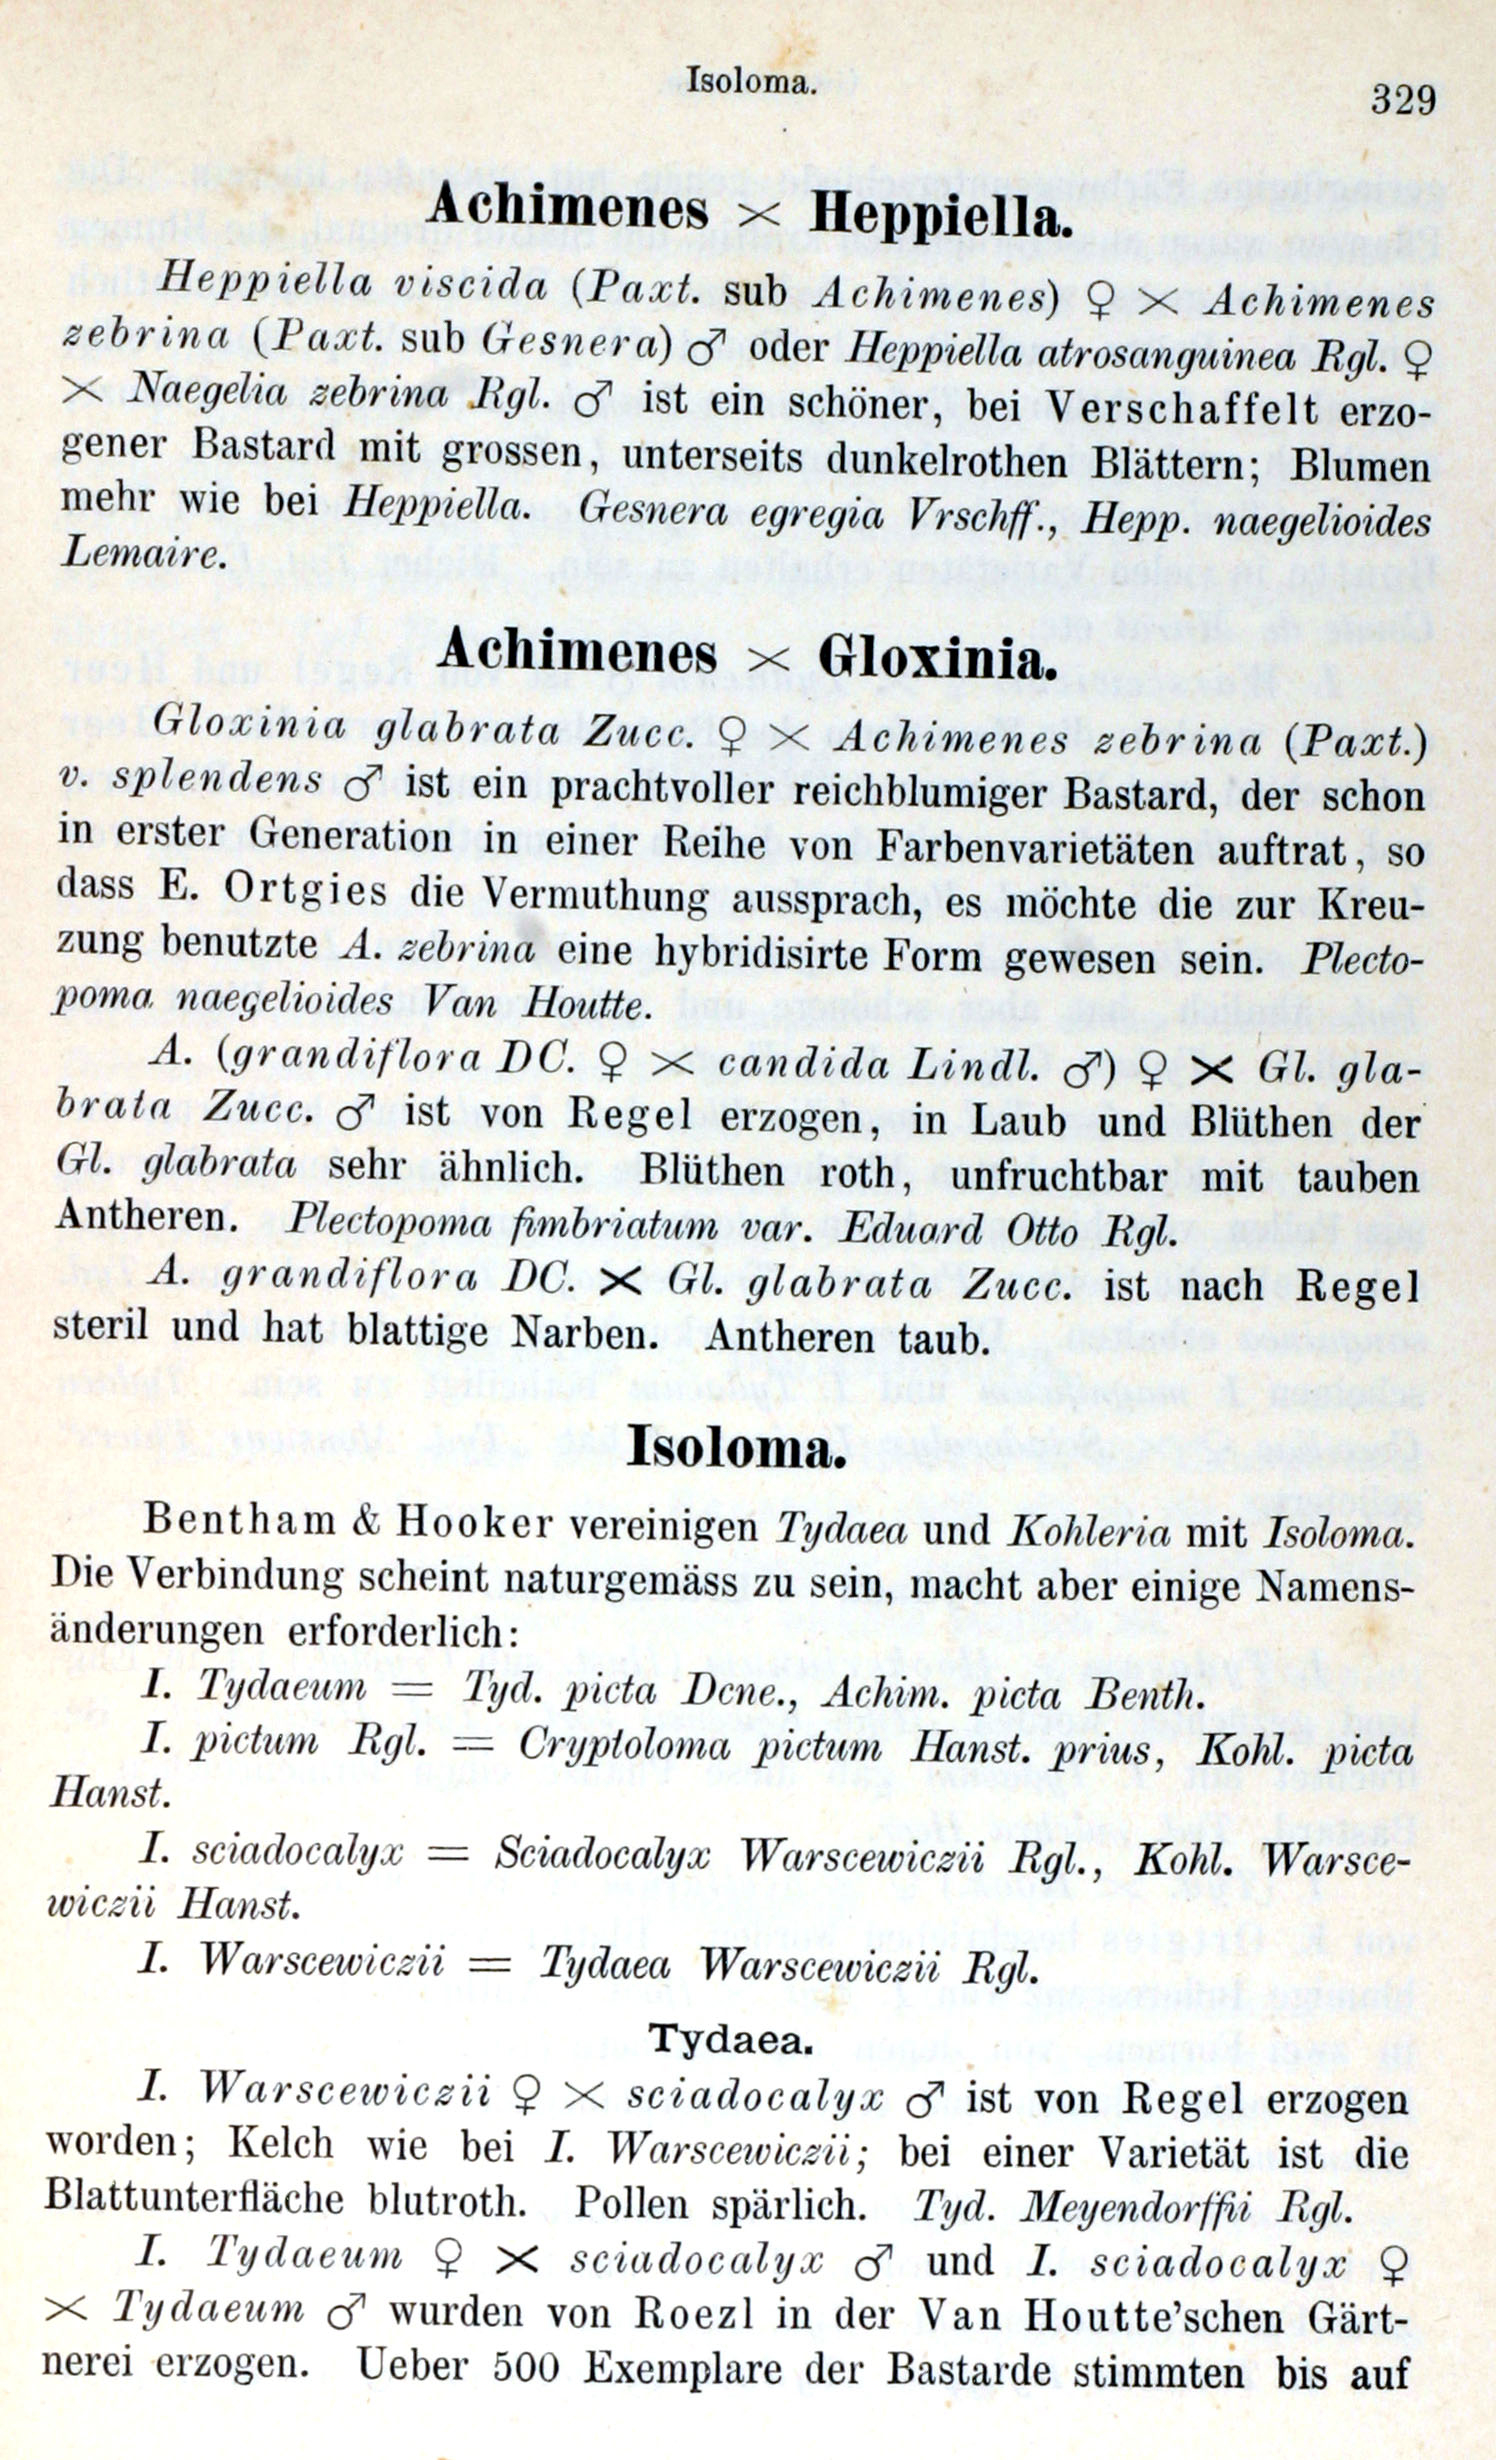 Isoloma.
329
Achimenes × Heppiella.
Heppiella viscida (Paxt. sub Achimenes) ♀ × Achimenes
zebrina (Paxt. sub Gesnera) ♂ oder Heppiella atrosanguinea Rgl. ♀
× Naegelia zebrina Rgl. ♂ ist ein schöner, bei Verschaffelt erzo-
gener Bastard mit grossen, unterseits dunkelrothen Blättern; Blumen
mehr wie bei Heppiella. Gesnera egregia Vrschff., Hepp. naegelioides
Lemaire.
Achimenes × Gloxinia.
Gloxinia glabrata Zucc. ♀ × Achimenes zebrina (Paxt.)
v. splendens ♂ ist ein prachtvoller reichblumiger Bastard, der schon
in erster Generation in einer Reihe von Farbenvarietäten auftrat, so
dass E. Ortgies die Vermuthung aussprach, es möchte die zur Kreu-
zung benutzte A. zebrina eine hybridisirte Form gewesen sein. Plecto-
poma naegelioides Van Houtte.
A. (grandiflora DC. ♀ × candida Lindl. ♂) ♀ × Gl. gla-
brata Zucc. ♂ ist von Regel erzogen, in Laub und Blüthen der
Gl. glabrata sehr ähnlich. Blüthen roth, unfruchtbar mit tauben
Antheren. Plectopoma fimbriatum var. Eduard Otto Rgl.
A. grandiflora DC. × Gl. glabrata Zucc. ist nach Regel
steril und hat blattige Narben. Antheren taub.
Isoloma.
Bentham & Hooker vereinigen Tydaea und Kohleria mit Isoloma.
Die Verbindung scheint naturgemäss zu sein, macht aber einige Namens-
änderungen erforderlich:
I. Tydaeum = Tyd. picta Dcne., Achim. picta Benth.
I. pictum Rgl. = Cryptoloma pictum Hanst. prius, Kohl. picta
Hanst.
I. sciadocalyx = Sciadocalyx Warscewiczii Rgl., Kohl. Warsce-
wiczii Hanst.
I. Warscewiczii = Tydaea Warscewiczii Rgl.
Tydaea.
I. Warscewiczii ♀ × sciadocalyx ♂ ist von Regel erzogen
worden; Kelch wie bei I. Warscewiczii; bei einer Varietät ist die
Blattunterfläche blutroth. Pollen spärlich. Tyd. Meyendorffii Rgl.
I. Tydaeum ♀ × sciadocalyx ♂ und I. sciadocalyx ♀
× Tydaeum ♂ wurden von Roezl in der Van Houtte'schen Gärt-
nerei erzogen. Ueber 500 Exemplare der Bastarde stimmten bis auf